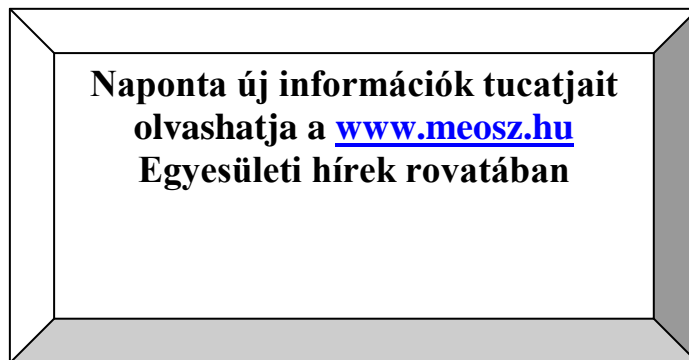 Naponta új információk tucatjait
olvashatja a www.meosz.hu
Egyesületi hírek rovatában